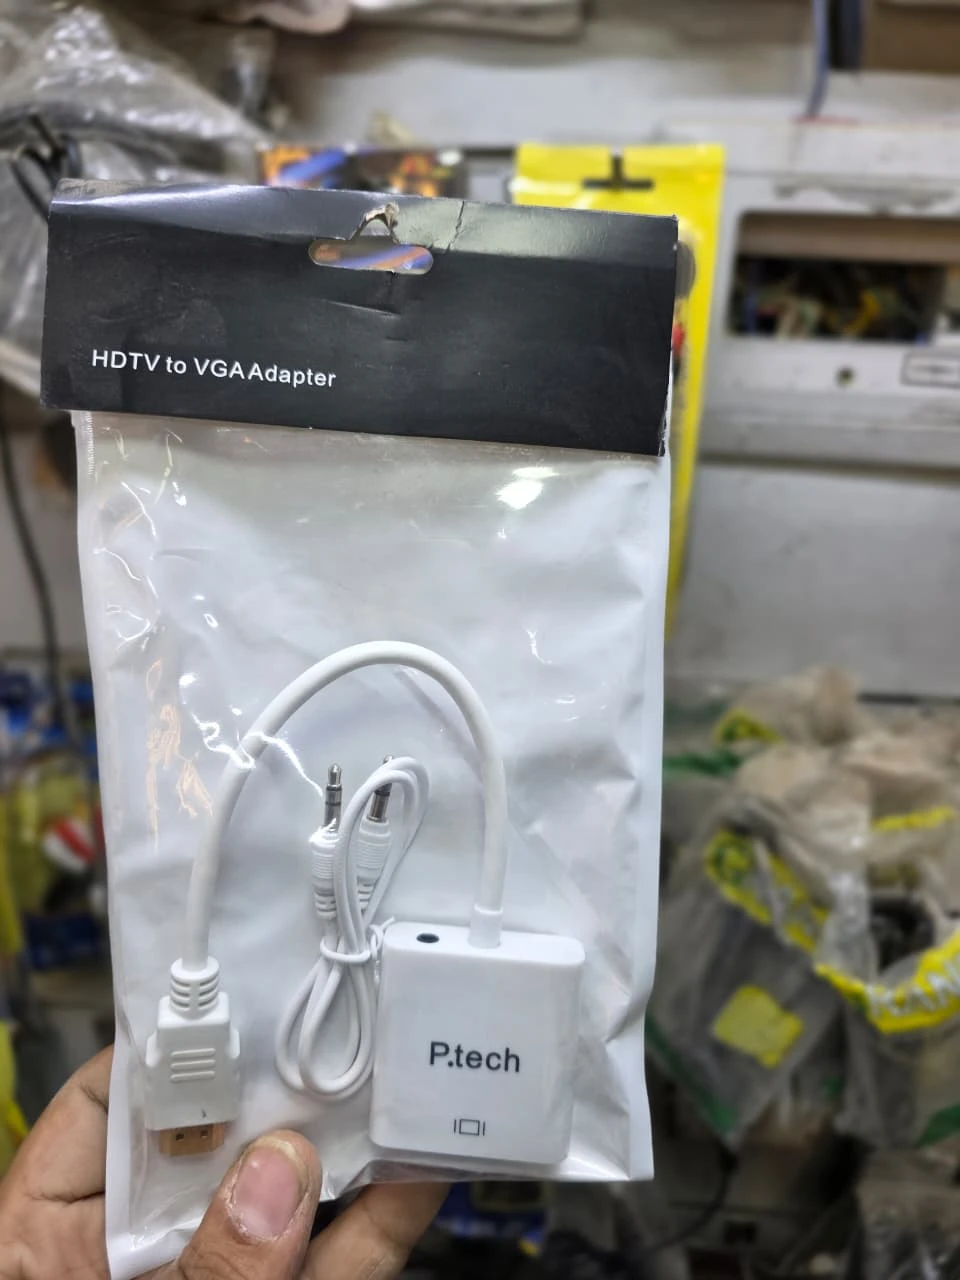 HDTV to VGA Adapter
P.tech